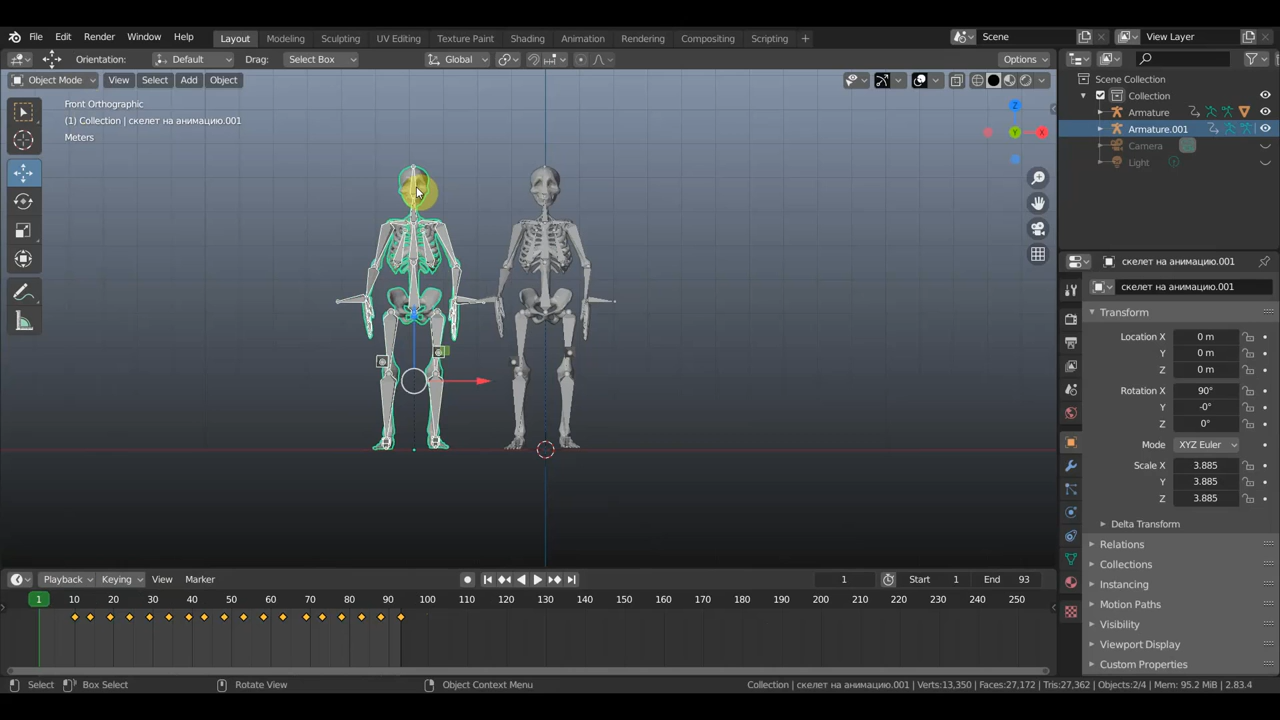 File Edit Render Window Help Layout Modeling Sculpting UV Editing Texture Paint Shading Animation Rendering Compositing Scripting + Scene View Layer
Orientation: Default Drag: Select Box Global Options
Object Mode View Select Add Object
Front Orthographic
(1) Collection | скелет на анимацию.001
Meters
X
Y
Z
Scene Collection
Collection
Armature
Armature.001
Camera
Light
скелет на анимацию.001
скелет на анимацию.001
Transform
Location X 0 m
Y 0 m
Z 0 m
Rotation X 90°
Y -0°
Z 0°
Mode XYZ Euler
Scale X 3.885
Y 3.885
Z 3.885
Delta Transform
Relations
Collections
Instancing
Motion Paths
Visibility
Viewport Display
Custom Properties
Playback Keying View Marker 1 Start 1 End 93
1 10 20 30 40 50 60 70 80 90 100 110 120 130 140 150 160 170 180 190 200 210 220 230 240 250
Select Box Select Rotate View Object Context Menu Collection | скелет на анимацию.001 | Verts:13,350 | Faces:27,172 | Tris:27,362 | Objects:2/4 | Mem: 95.2 MiB | 2.83.4